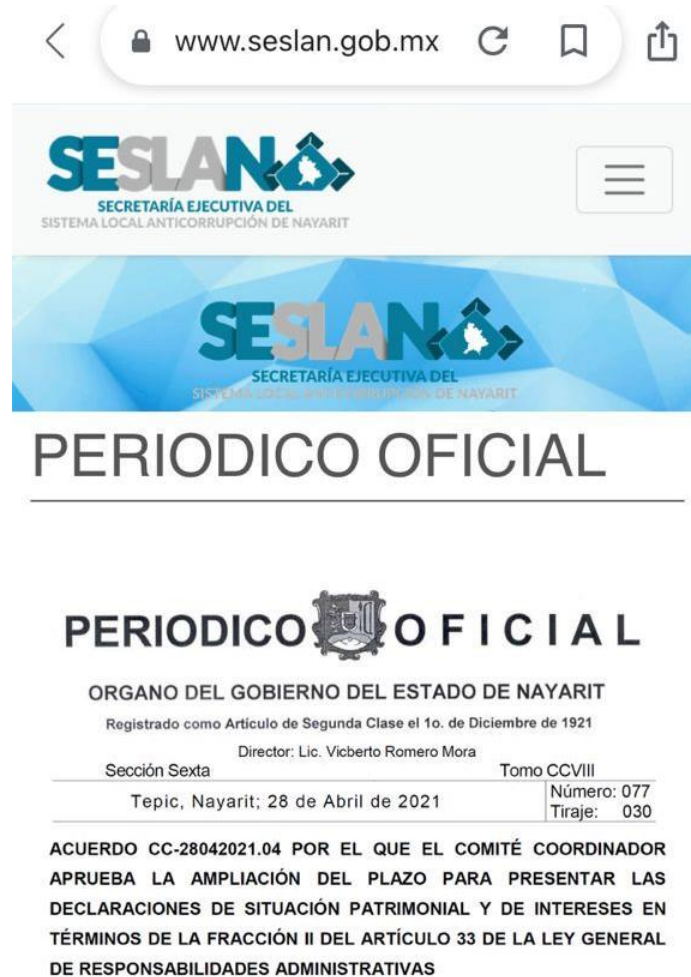 www.seslan.gob.mx
SESLAN
SECRETARÍA EJECUTIVA DEL
SISTEMA LOCAL ANTICORRUPCIÓN DE NAYARIT
SESLAN
SECRETARÍA EJECUTIVA DEL
SISTEMA LOCAL ANTICORRUPCIÓN DE NAYARIT
PERIODICO OFICIAL
PERIODICO OFICIAL
ORGANO DEL GOBIERNO DEL ESTADO DE NAYARIT
Registrado como Artículo de Segunda Clase el 1o. de Diciembre de 1921
Director: Lic. Vicberto Romero Mora
Sección Sexta Tomo CCVIII
Tepic, Nayarit; 28 de Abril de 2021 Número: 077
Tiraje: 030
ACUERDO CC-28042021.04 POR EL QUE EL COMITÉ COORDINADOR
APRUEBA LA AMPLIACIÓN DEL PLAZO PARA PRESENTAR LAS
DECLARACIONES DE SITUACIÓN PATRIMONIAL Y DE INTERESES EN
TÉRMINOS DE LA FRACCIÓN II DEL ARTÍCULO 33 DE LA LEY GENERAL
DE RESPONSABILIDADES ADMINISTRATIVAS